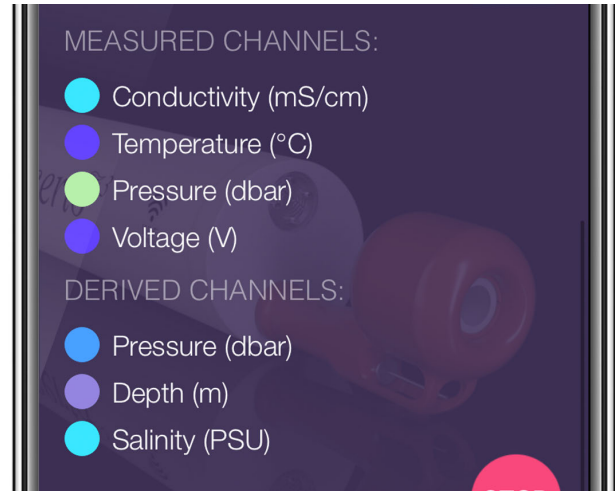 MEASURED CHANNELS:
Conductivity (mS/cm)
Temperature (°C)
Pressure (dbar)
Voltage (V)
DERIVED CHANNELS:
Pressure (dbar)
Depth (m)
Salinity (PSU)